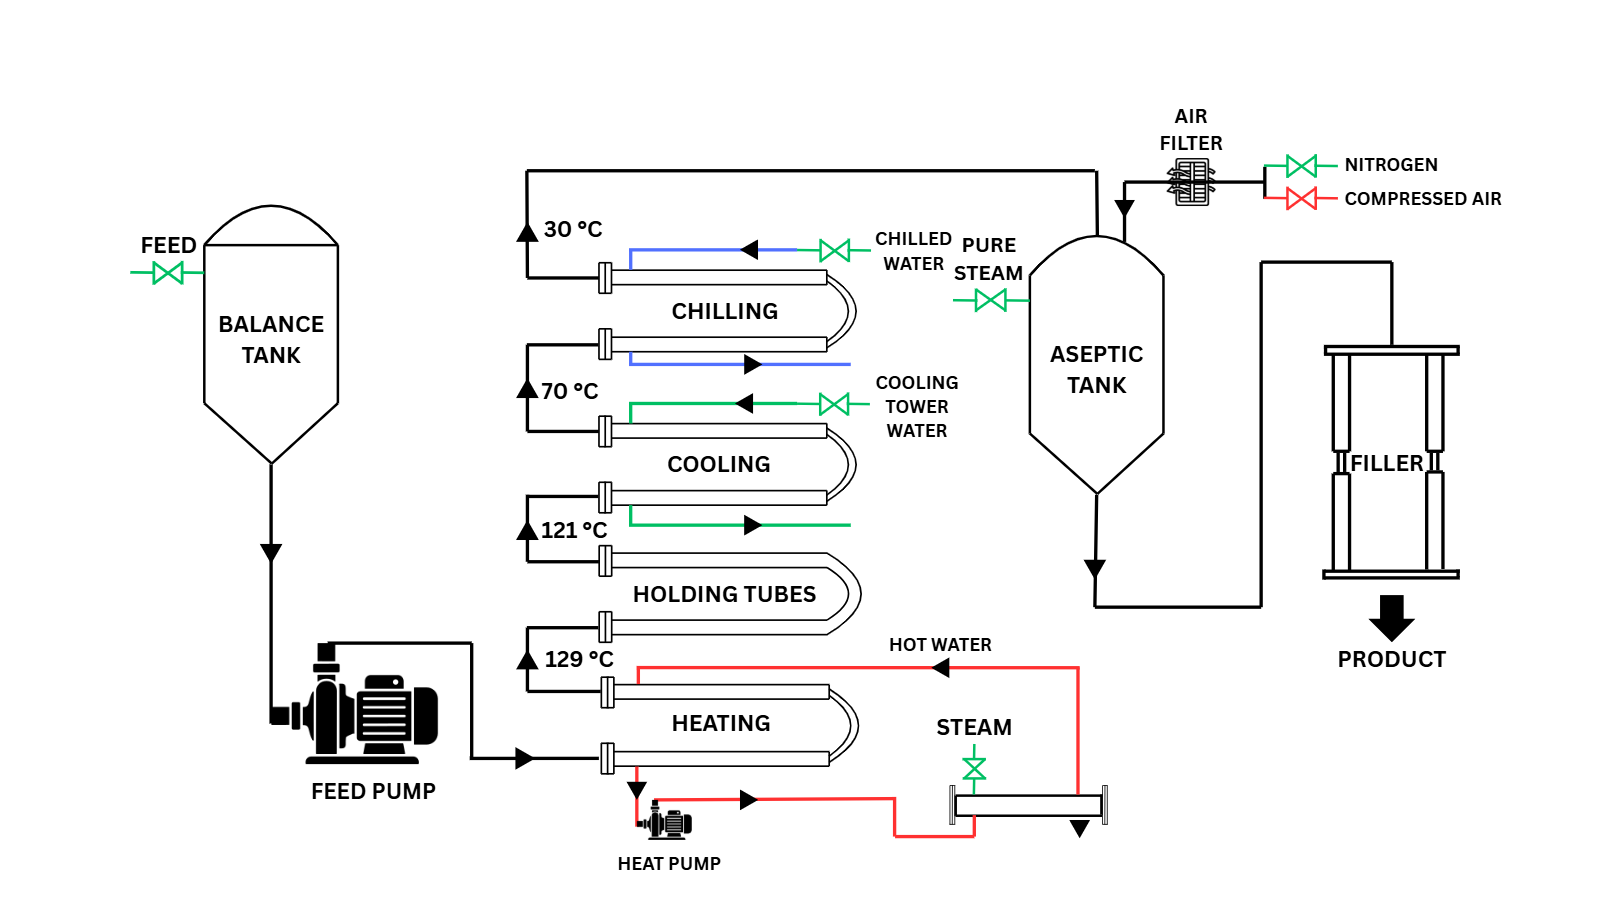 AIR
FILTER
NITROGEN
COMPRESSED AIR
FEED
BALANCE
TANK
30 °C
CHILLED
WATER
PURE
STEAM
CHILLING
ASEPTIC
TANK
70 °C
COOLING
TOWER
WATER
COOLING
FILLER
121 °C
HOLDING TUBES
129 °C
HOT WATER
PRODUCT
HEATING
STEAM
FEED PUMP
HEAT PUMP